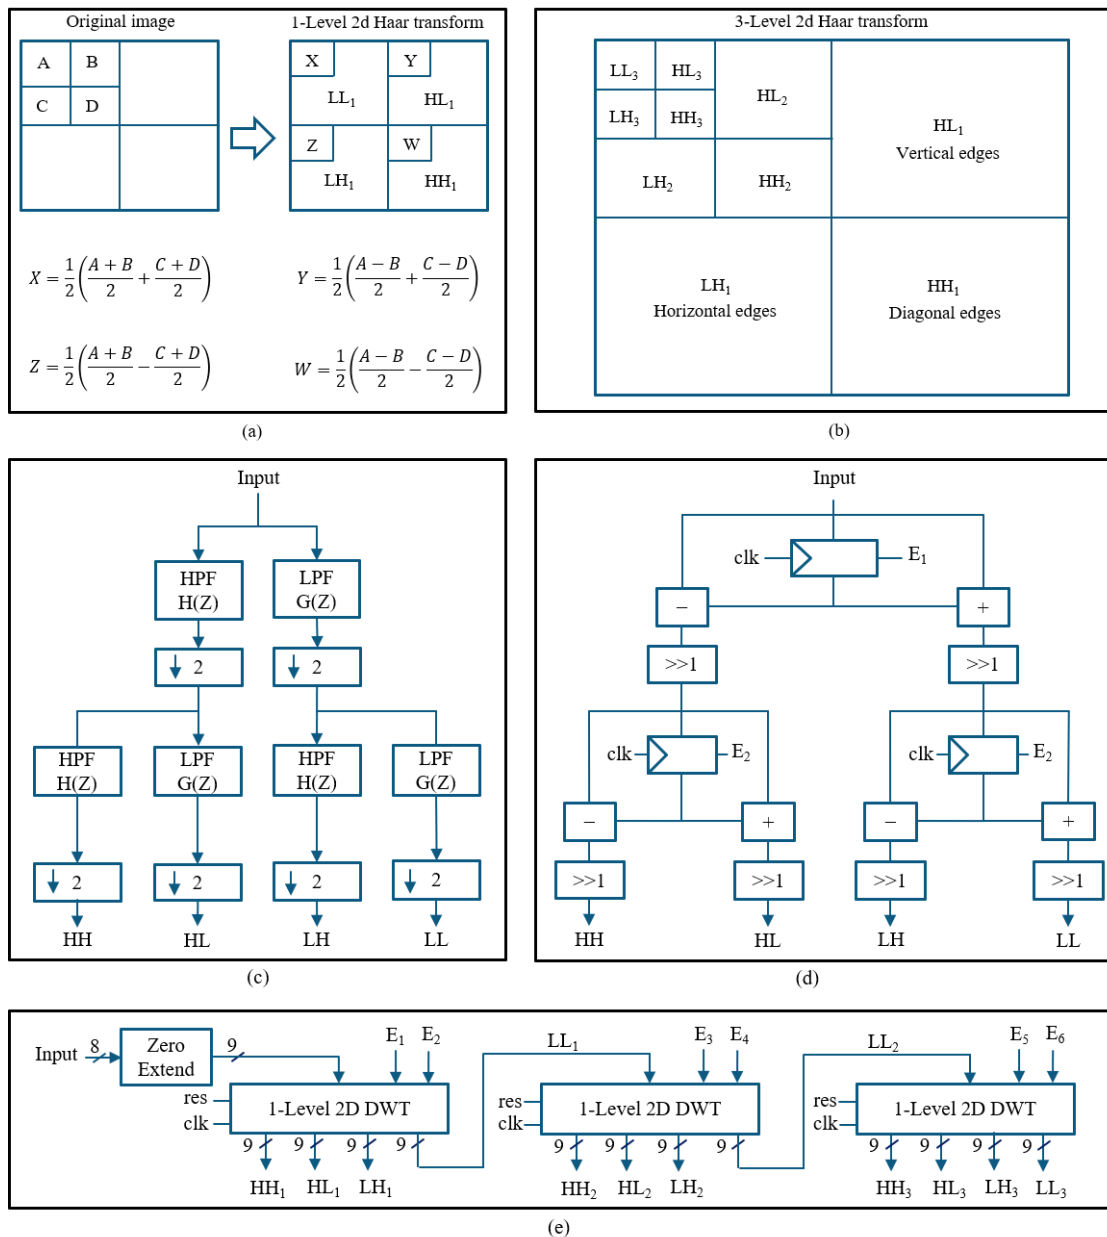 Original image
1-Level 2d Haar transform
A B
C D
X Y
LL₁ HL₁
Z W
LH₁ HH₁
X = 1/2 ( (A + B)/2 + (C + D)/2 )
Y = 1/2 ( (A − B)/2 + (C − D)/2 )
Z = 1/2 ( (A + B)/2 − (C + D)/2 )
W = 1/2 ( (A − B)/2 − (C − D)/2 )
(a)
3-Level 2D Haar transform
LL₃ HL₃
LH₃ HH₃
HL₂
LH₂ HH₂
HL₁
Vertical edges
LH₁
Horizontal edges
HH₁
Diagonal edges
(b)
Input
HPF
H(Z)
LPF
G(Z)
2 2
HPF
H(Z)
LPF
G(Z)
HPF
H(Z)
LPF
G(Z)
2 2 2 2
HH HL LH LL
(c)
Input
clk E₁
− +
>>1 >>1
clk E₂ clk E₂
− + − +
>>1 >>1 >>1 >>1
HH HL LH LL
(d)
Input 8
Zero
Extend
9
E₁ E₂
res
clk
1-Level 2D DWT
9 9 9 9
HH₁ HL₁ LH₁
LL₁
E₃ E₄
res
clk
1-Level 2D DWT
9 9 9 9
HH₂ HL₂ LH₂
LL₂
E₅ E₆
res
clk
1-Level 2D DWT
9 9 9 9
HH₃ HL₃ LH₃ LL₃
(e)